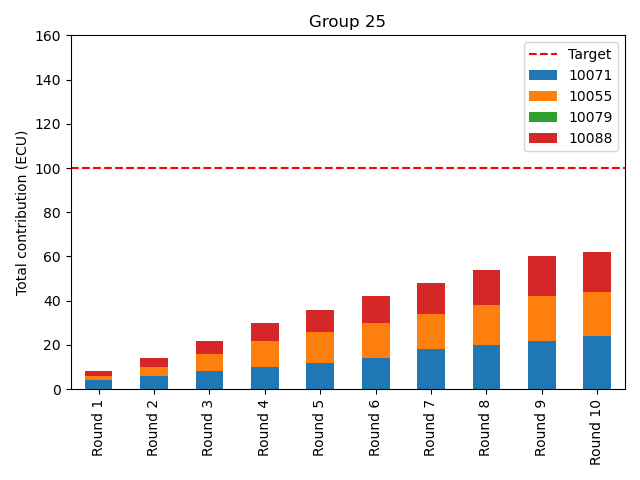 Group 25
Total contribution (ECU)
160
140
120
100
80
60
40
20
0
Target
10071
10055
10079
10088
Round 1
Round 2
Round 3
Round 4
Round 5
Round 6
Round 7
Round 8
Round 9
Round 10